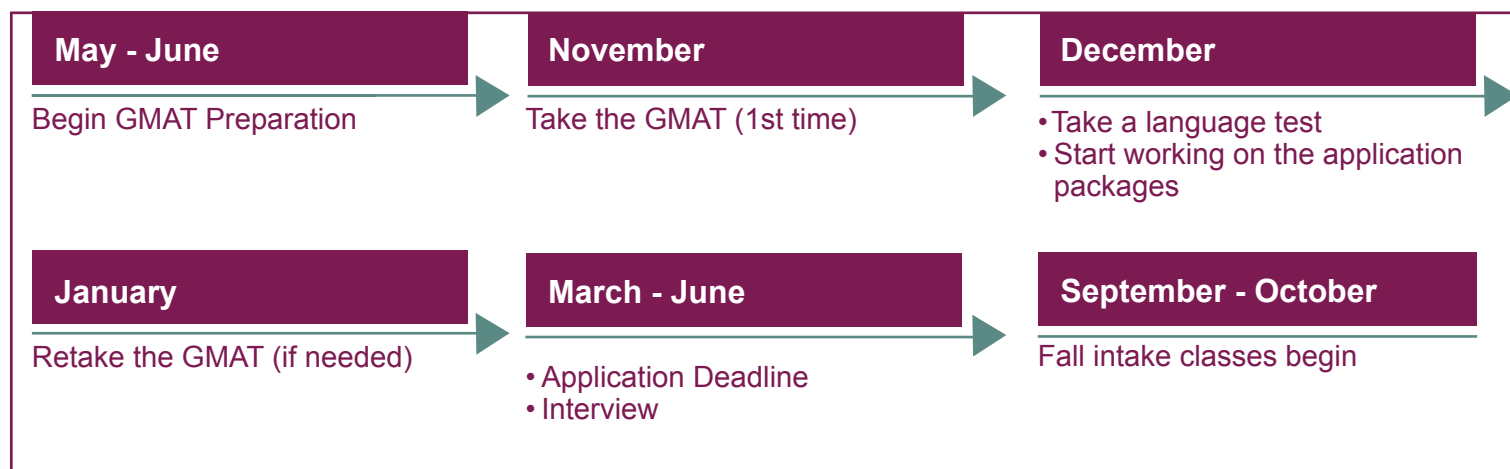 May - June
Begin GMAT Preparation
November
Take the GMAT (1st time)
December
•Take a language test
• Start working on the application
packages
January
Retake the GMAT (if needed)
March - June
• Application Deadline
• Interview
September - October
Fall intake classes begin